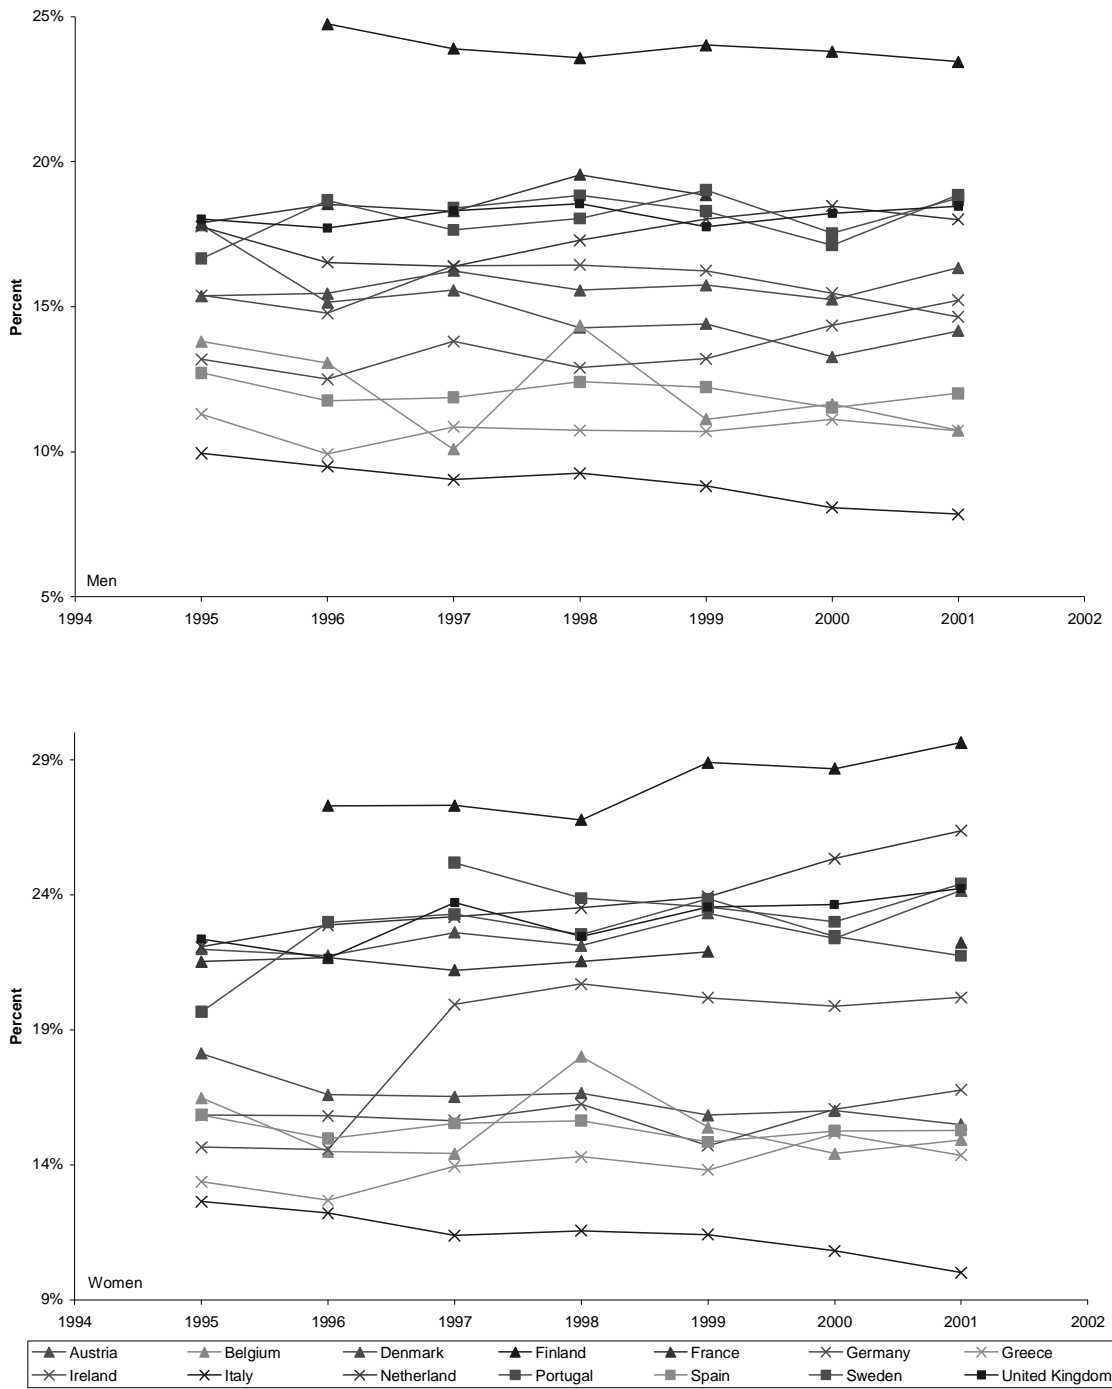 25%
20%
15%
10%
5%
Percent
Men
1994 1995 1996 1997 1998 1999 2000 2001 2002
29%
24%
19%
14%
9%
Percent
Women
1994 1995 1996 1997 1998 1999 2000 2001 2002
Austria Belgium Denmark Finland France Germany Greece
Ireland Italy Netherland Portugal Spain Sweden United Kingdom